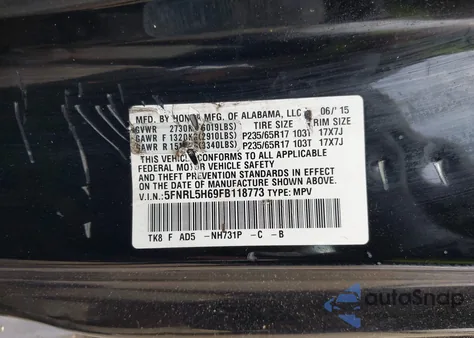 MFD. BY HONDA MFG. OF ALABAMA, LLC 06/15
GVWR 2730KG(6019LBS) TIRE SIZE RIM SIZE
GAWR F 1320KG(2910LBS) P235/65R17 103T 17X7J
GAWR R (3340LBS) P235/65R17 103T 17X7J
THIS VEHICLE CONFORMS TO ALL APPLICABLE
FEDERAL MOTOR VEHICLE SAFETY
AND THEFT PREVENTION STANDARDS IN EFFECT
ON THE DATE OF MANUFACTURE SHOWN ABOVE.
V.I.N.:5FNRL5H69FB118773 TYPE: MPV
TK8 F AD5 -NH731P -C -B
autoSnap